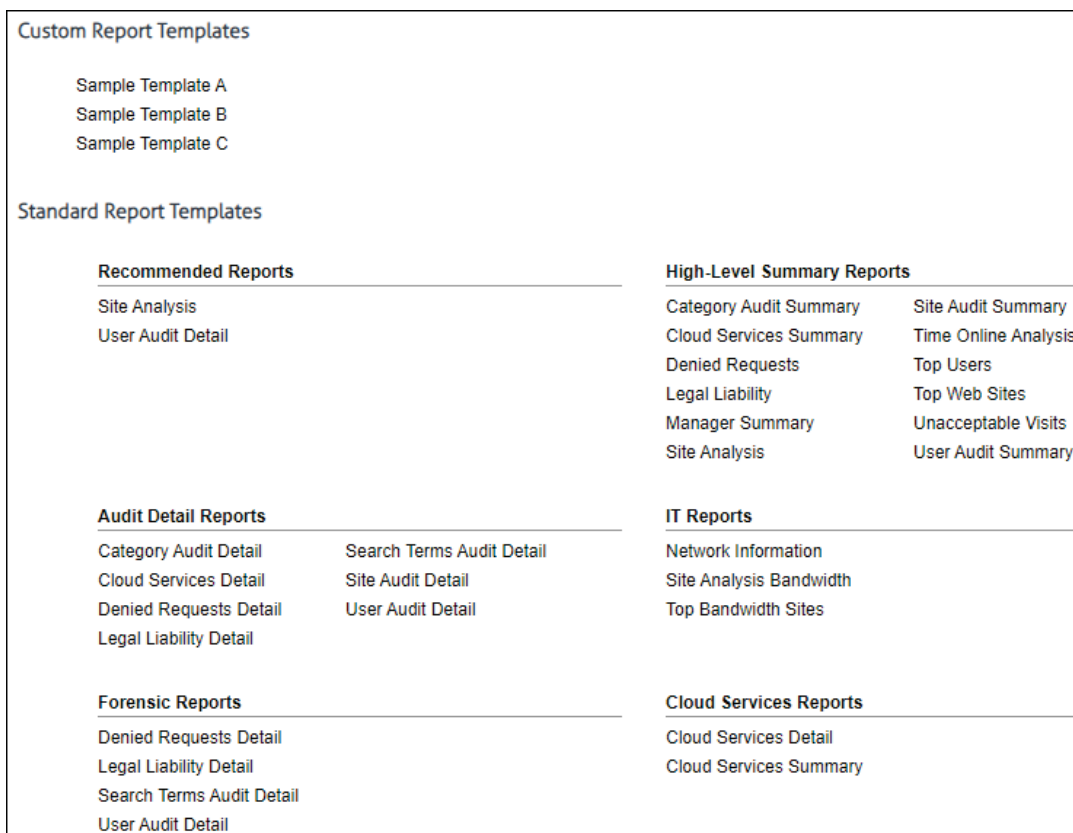 Custom Report Templates
Sample Template A
Sample Template B
Sample Template C
Standard Report Templates
Recommended Reports
Site Analysis
User Audit Detail
High-Level Summary Reports
Category Audit Summary
Cloud Services Summary
Denied Requests
Legal Liability
Manager Summary
Site Analysis
Site Audit Summary
Time Online Analysis
Top Users
Top Web Sites
Unacceptable Visits
User Audit Summary
Audit Detail Reports
Category Audit Detail
Cloud Services Detail
Denied Requests Detail
Legal Liability Detail
Search Terms Audit Detail
Site Audit Detail
User Audit Detail
IT Reports
Network Information
Site Analysis Bandwidth
Top Bandwidth Sites
Forensic Reports
Denied Requests Detail
Legal Liability Detail
Search Terms Audit Detail
User Audit Detail
Cloud Services Reports
Cloud Services Detail
Cloud Services Summary